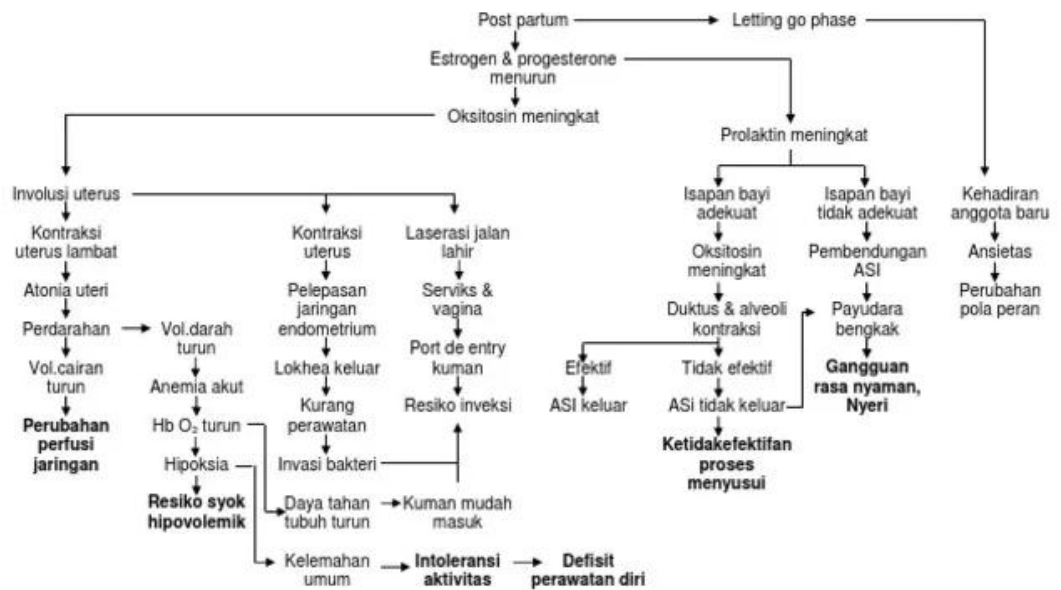 Post partum
Letting go phase
Estrogen & progesterone
menurun
Oksitosin meningkat
Prolaktin meningkat
Involusi uterus
Kontraksi
uterus lambat
Atonia uteri
Perdarahan
Vol.cairan
turun
Perubahan
perfusi
jaringan
Vol.darah
turun
Anemia akut
Hb O₂ turun
Hipoksia
Resiko syok
hipovolemik
Kontraksi
uterus
Pelepasan
jaringan
endometrium
Lokhea keluar
Kurang
perawatan
Invasi bakteri
Laserasi jalan
lahir
Serviks &
vagina
Port de entry
kuman
Resiko inveksi
Daya tahan
tubuh turun
Kuman mudah
masuk
Kelemahan
umum
Intoleransi
aktivitas
Defisit
perawatan diri
Isapan bayi
adekuat
Oksitosin
meningkat
Duktus & alveoli
kontraksi
Efektif
ASI keluar
Tidak efektif
ASI tidak keluar
Ketidakefektifan
proses
menyusui
Isapan bayi
tidak adekuat
Pembendungan
ASI
Payudara
bengkak
Gangguan
rasa nyaman,
Nyeri
Kehadiran
anggota baru
Ansietas
Perubahan
pola peran